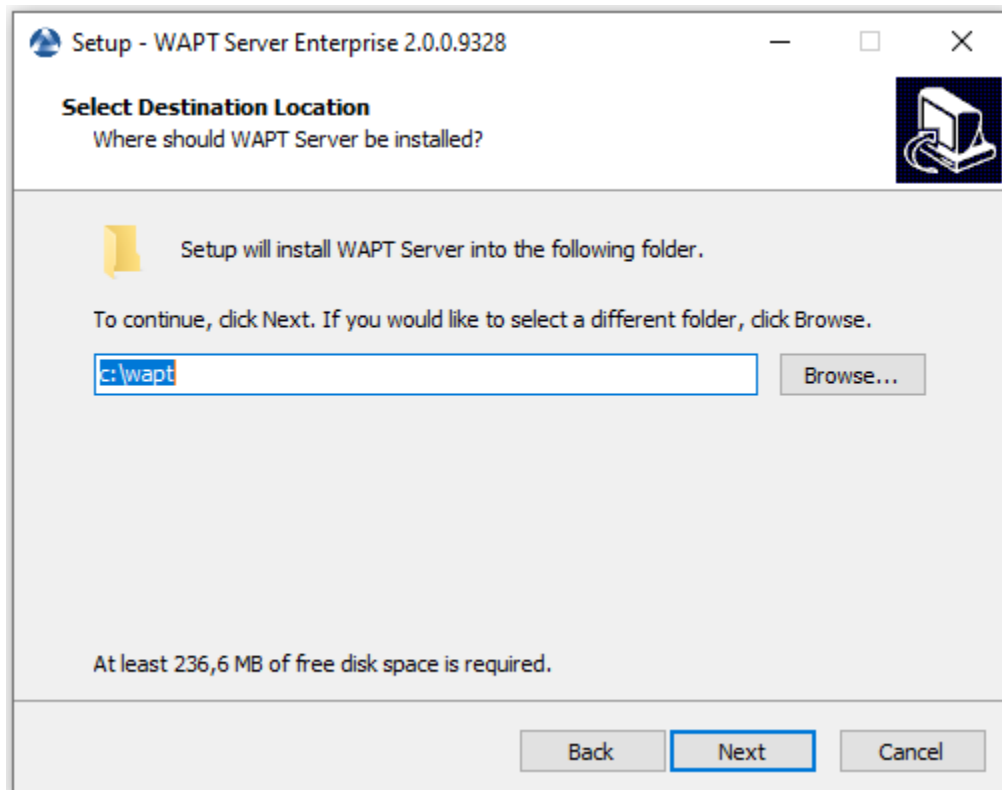 Setup - WAPT Server Enterprise 2.0.0.9328
Select Destination Location
Where should WAPT Server be installed?
Setup will install WAPT Server into the following folder.
To continue, click Next. If you would like to select a different folder, click Browse.
c:\wapt
Browse...
At least 236,6 MB of free disk space is required.
Back
Next
Cancel